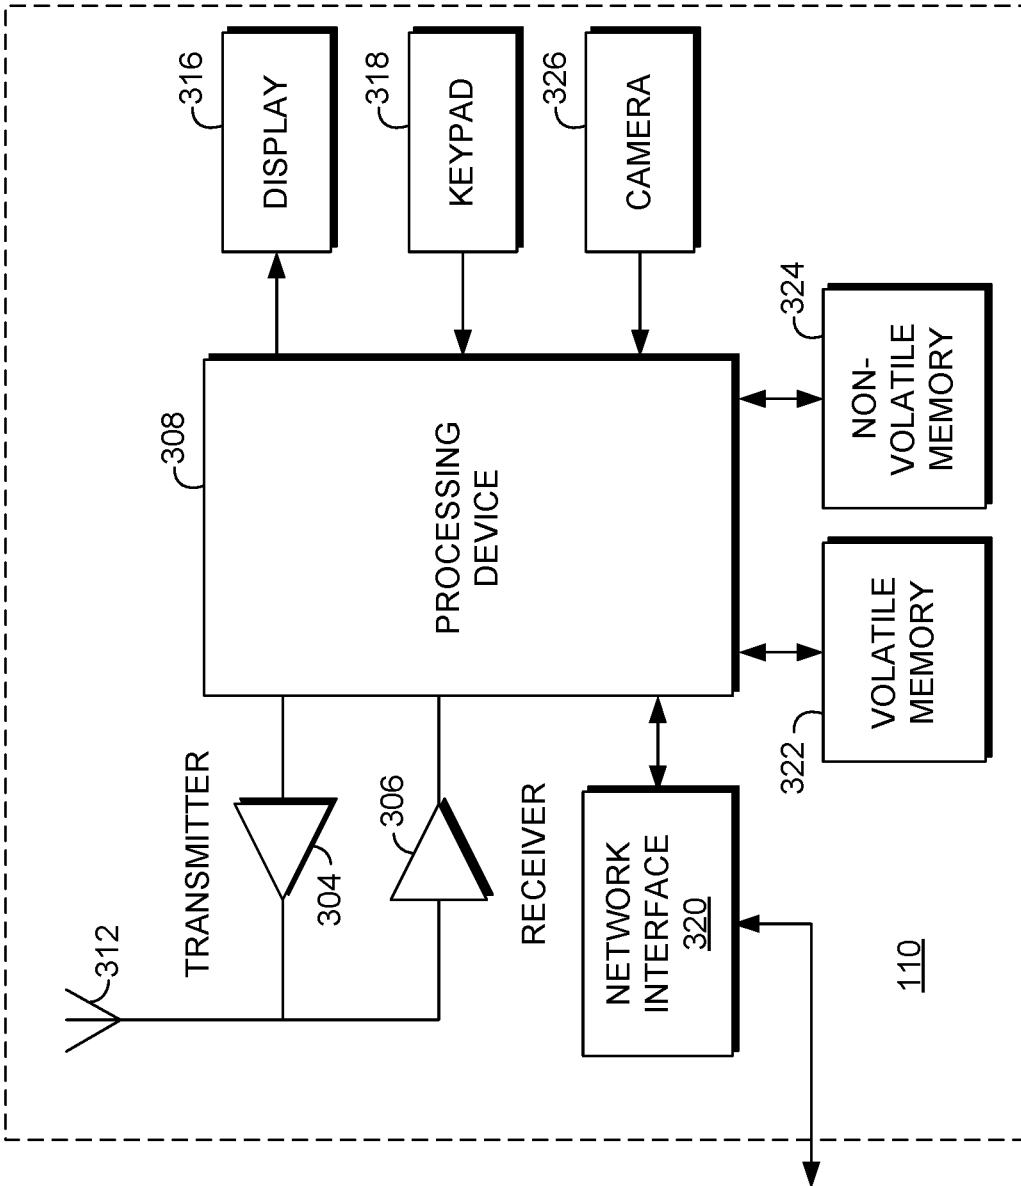 312
TRANSMITTER
304
306
RECEIVER
308
PROCESSING
DEVICE
316
DISPLAY
318
KEYPAD
326
CAMERA
NETWORK
INTERFACE
320
322
VOLATILE
MEMORY
324
NON-
VOLATILE
MEMORY
110